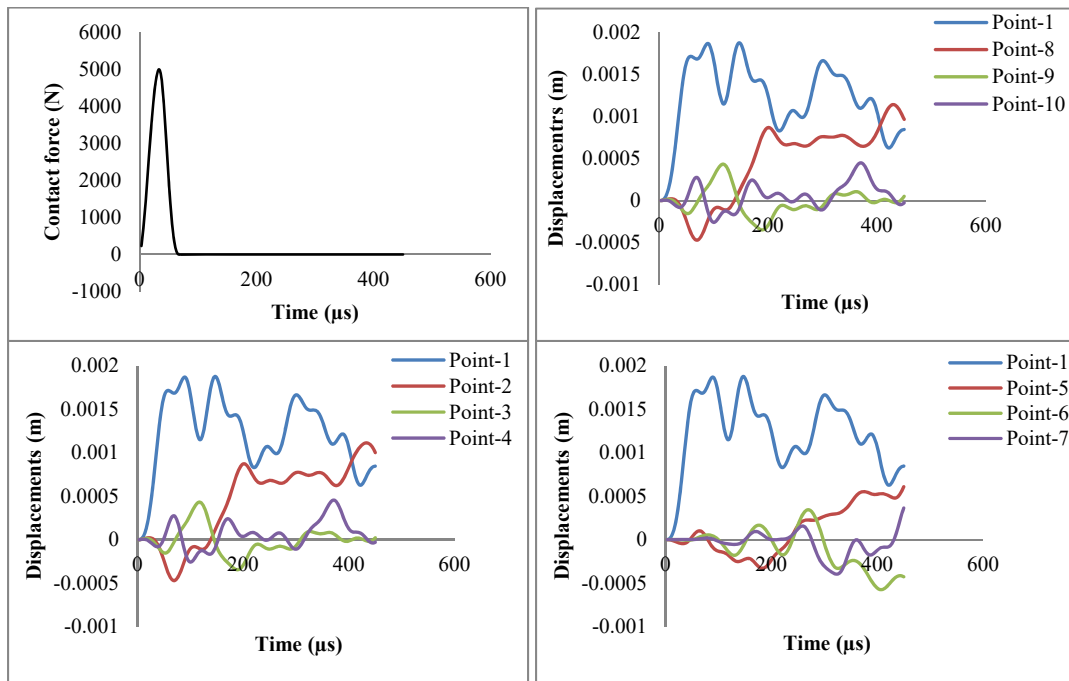 6000
5000
4000
3000
2000
1000
0
-1000
0 200 400 600
Contact force (N)
Time (µs)
0.002
0.0015
0.001
0.0005
0
-0.0005
-0.001
0 200 400 600
Displacementrs (m)
Time (µs)
Point-1
Point-8
Point-9
Point-10
0.002
0.0015
0.001
0.0005
0
-0.0005
-0.001
0 200 400 600
Displacements (m)
Time (µs)
Point-1
Point-2
Point-3
Point-4
0.002
0.0015
0.001
0.0005
0
-0.0005
-0.001
0 200 400 600
Displacements (m)
Time (µs)
Point-1
Point-5
Point-6
Point-7